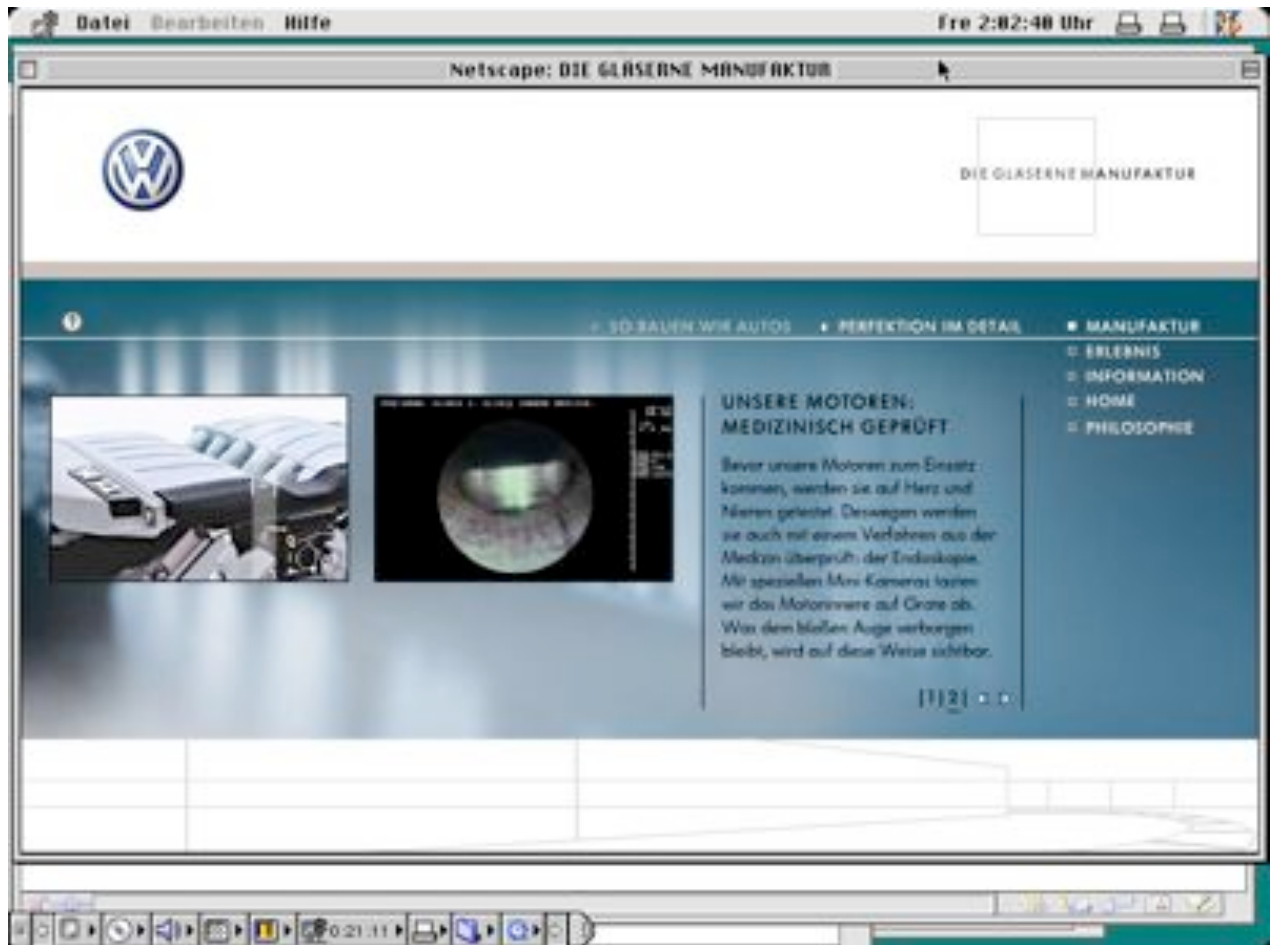 Datei Bearbeiten Hilfe
Fre 2:02:40 Uhr
Netscape: DIE GLÄSERNE MANUFAKTUR
DIE GLÄSERNE MANUFAKTUR
SO BAUEN WIR AUTOS
PERFEKTION IM DETAIL
MANUFAKTUR
ERLEBNIS
INFORMATION
HOME
PHILOSOPHIE
UNSERE MOTOREN:
MEDIZINISCH GEPRÜFT
Bevor unsere Motoren zum Einsatz
kommen, werden sie auf Herz und
Nieren getestet. Deswegen werden
sie auch mit einem Verfahren aus der
Medizin überprüft: der Endoskopie.
Mit speziellen Mini-Kameras tasten
wir das Motorinnere auf Grate ab.
Was dem bloßen Auge verborgen
bleibt, wird auf diese Weise sichtbar.
[1|2]
0:21:11